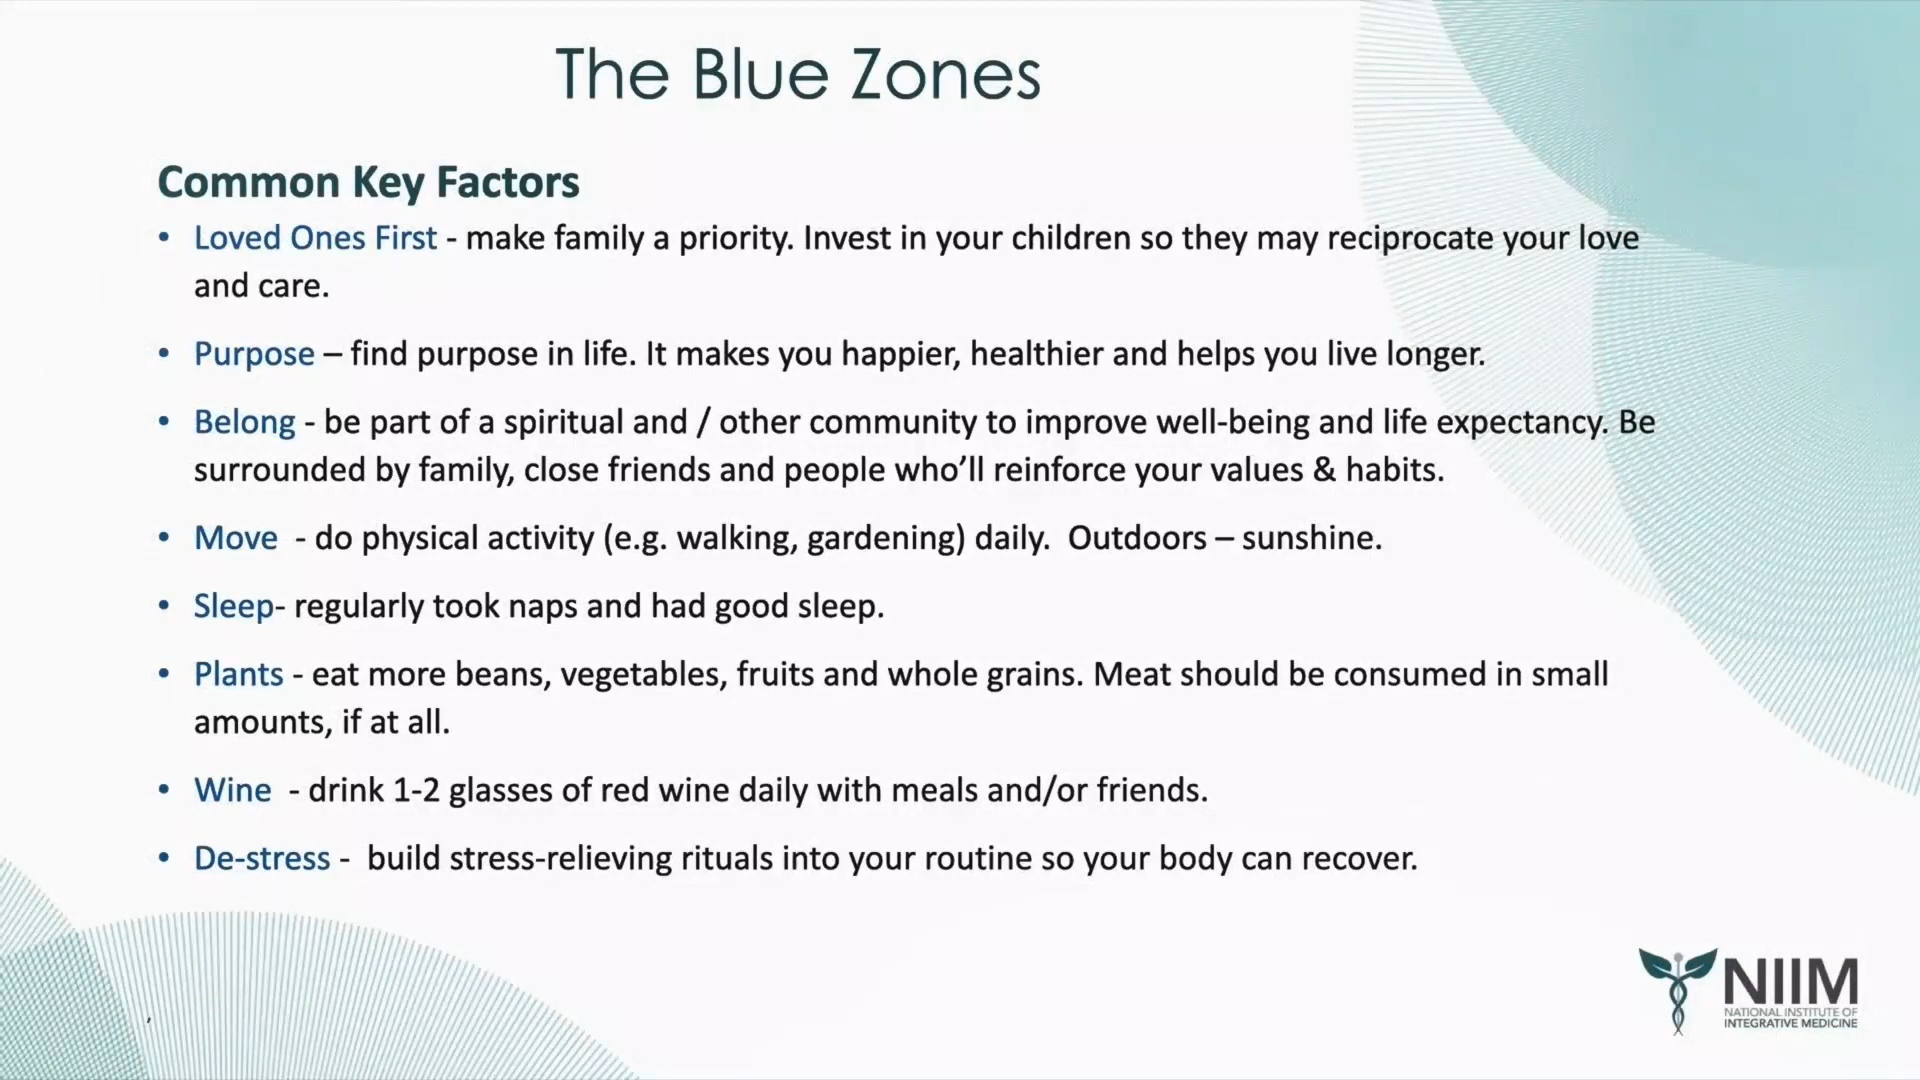 The Blue Zones
Common Key Factors
• Loved Ones First - make family a priority. Invest in your children so they may reciprocate your love
and care.
• Purpose – find purpose in life. It makes you happier, healthier and helps you live longer.
• Belong - be part of a spiritual and / other community to improve well-being and life expectancy. Be
surrounded by family, close friends and people who’ll reinforce your values & habits.
• Move  - do physical activity (e.g. walking, gardening) daily.  Outdoors – sunshine.
• Sleep- regularly took naps and had good sleep.
• Plants - eat more beans, vegetables, fruits and whole grains. Meat should be consumed in small
amounts, if at all.
• Wine  - drink 1-2 glasses of red wine daily with meals and/or friends.
• De-stress -  build stress-relieving rituals into your routine so your body can recover.
,
NIIM
NATIONAL INSTITUTE OF
INTEGRATIVE MEDICINE